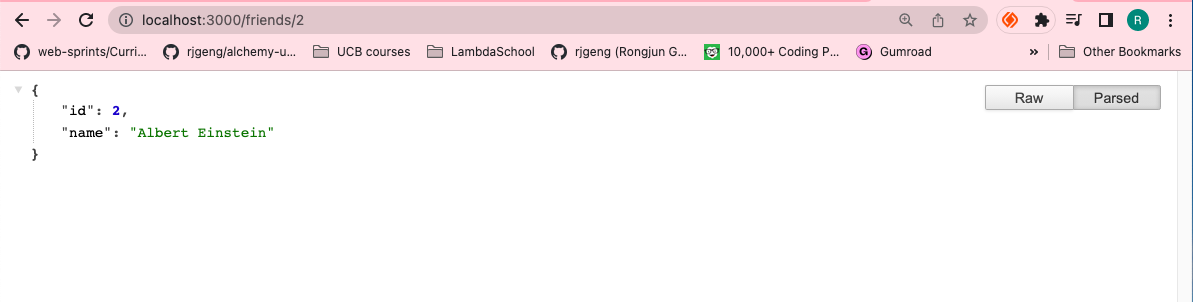 localhost:3000/friends/2
R
web-sprints/Curri... rjgeng/alchemy-u... UCB courses LambdaSchool rjgeng (Rongjun G... 10,000+ Coding P... G Gumroad » Other Bookmarks
{
Raw Parsed
"id": 2,
"name": "Albert Einstein"
}